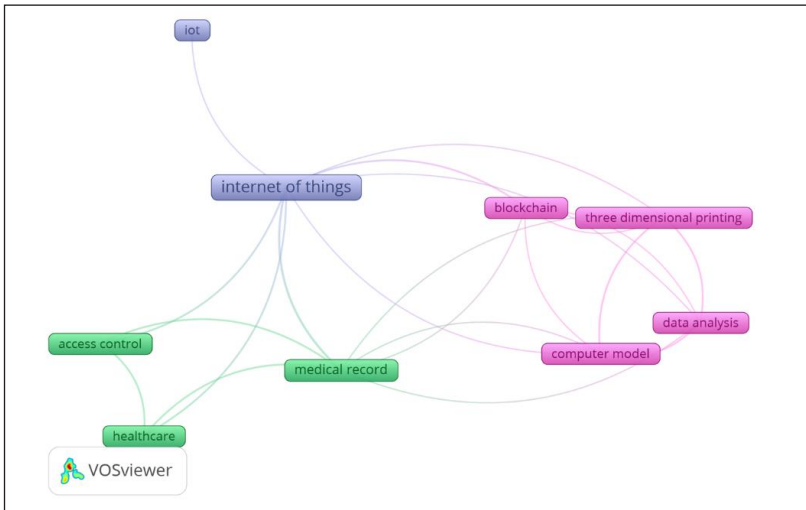 iot
internet of things
blockchain
three dimensional printing
data analysis
access control
computer model
medical record
healthcare
VOSviewer